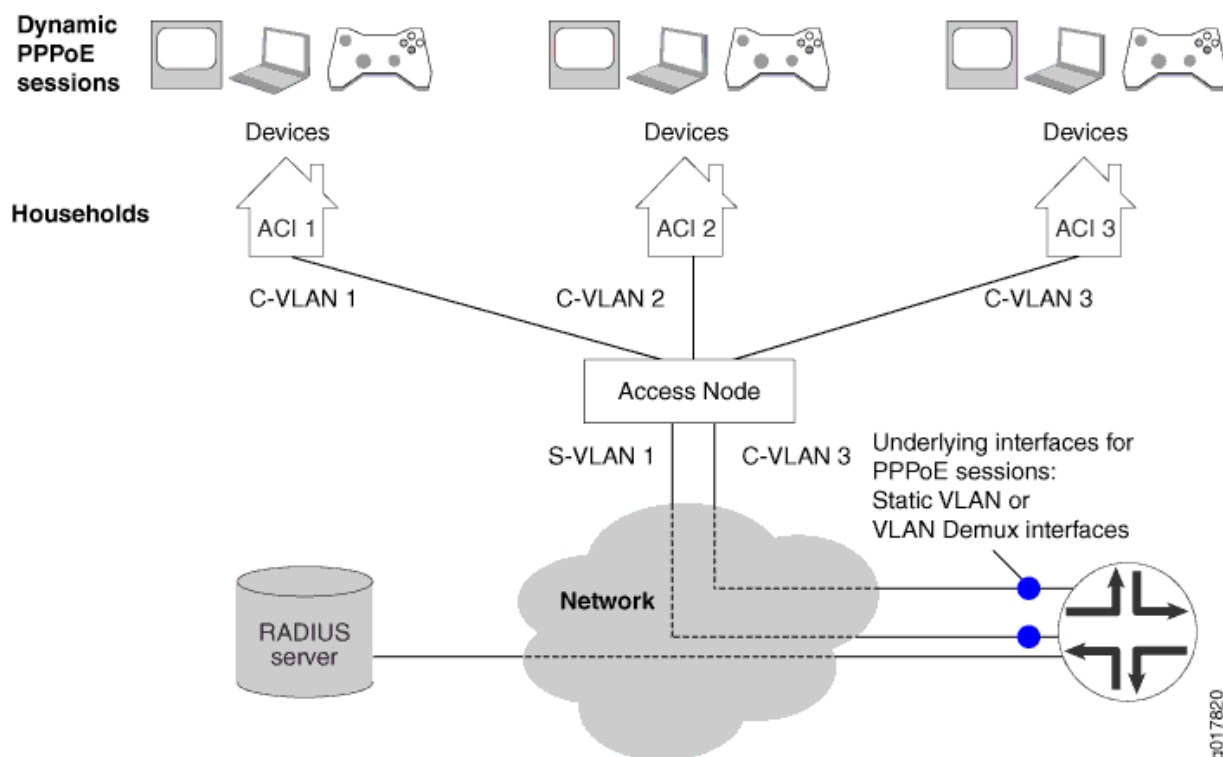 Dynamic
PPPoE
sessions
Devices
Devices
Devices
Households
ACI 1
ACI 2
ACI 3
C-VLAN 1
C-VLAN 2
C-VLAN 3
Access Node
S-VLAN 1
C-VLAN 3
Underlying interfaces for
PPPoE sessions:
Static VLAN or
VLAN Demux interfaces
Network
RADIUS
server
g017820